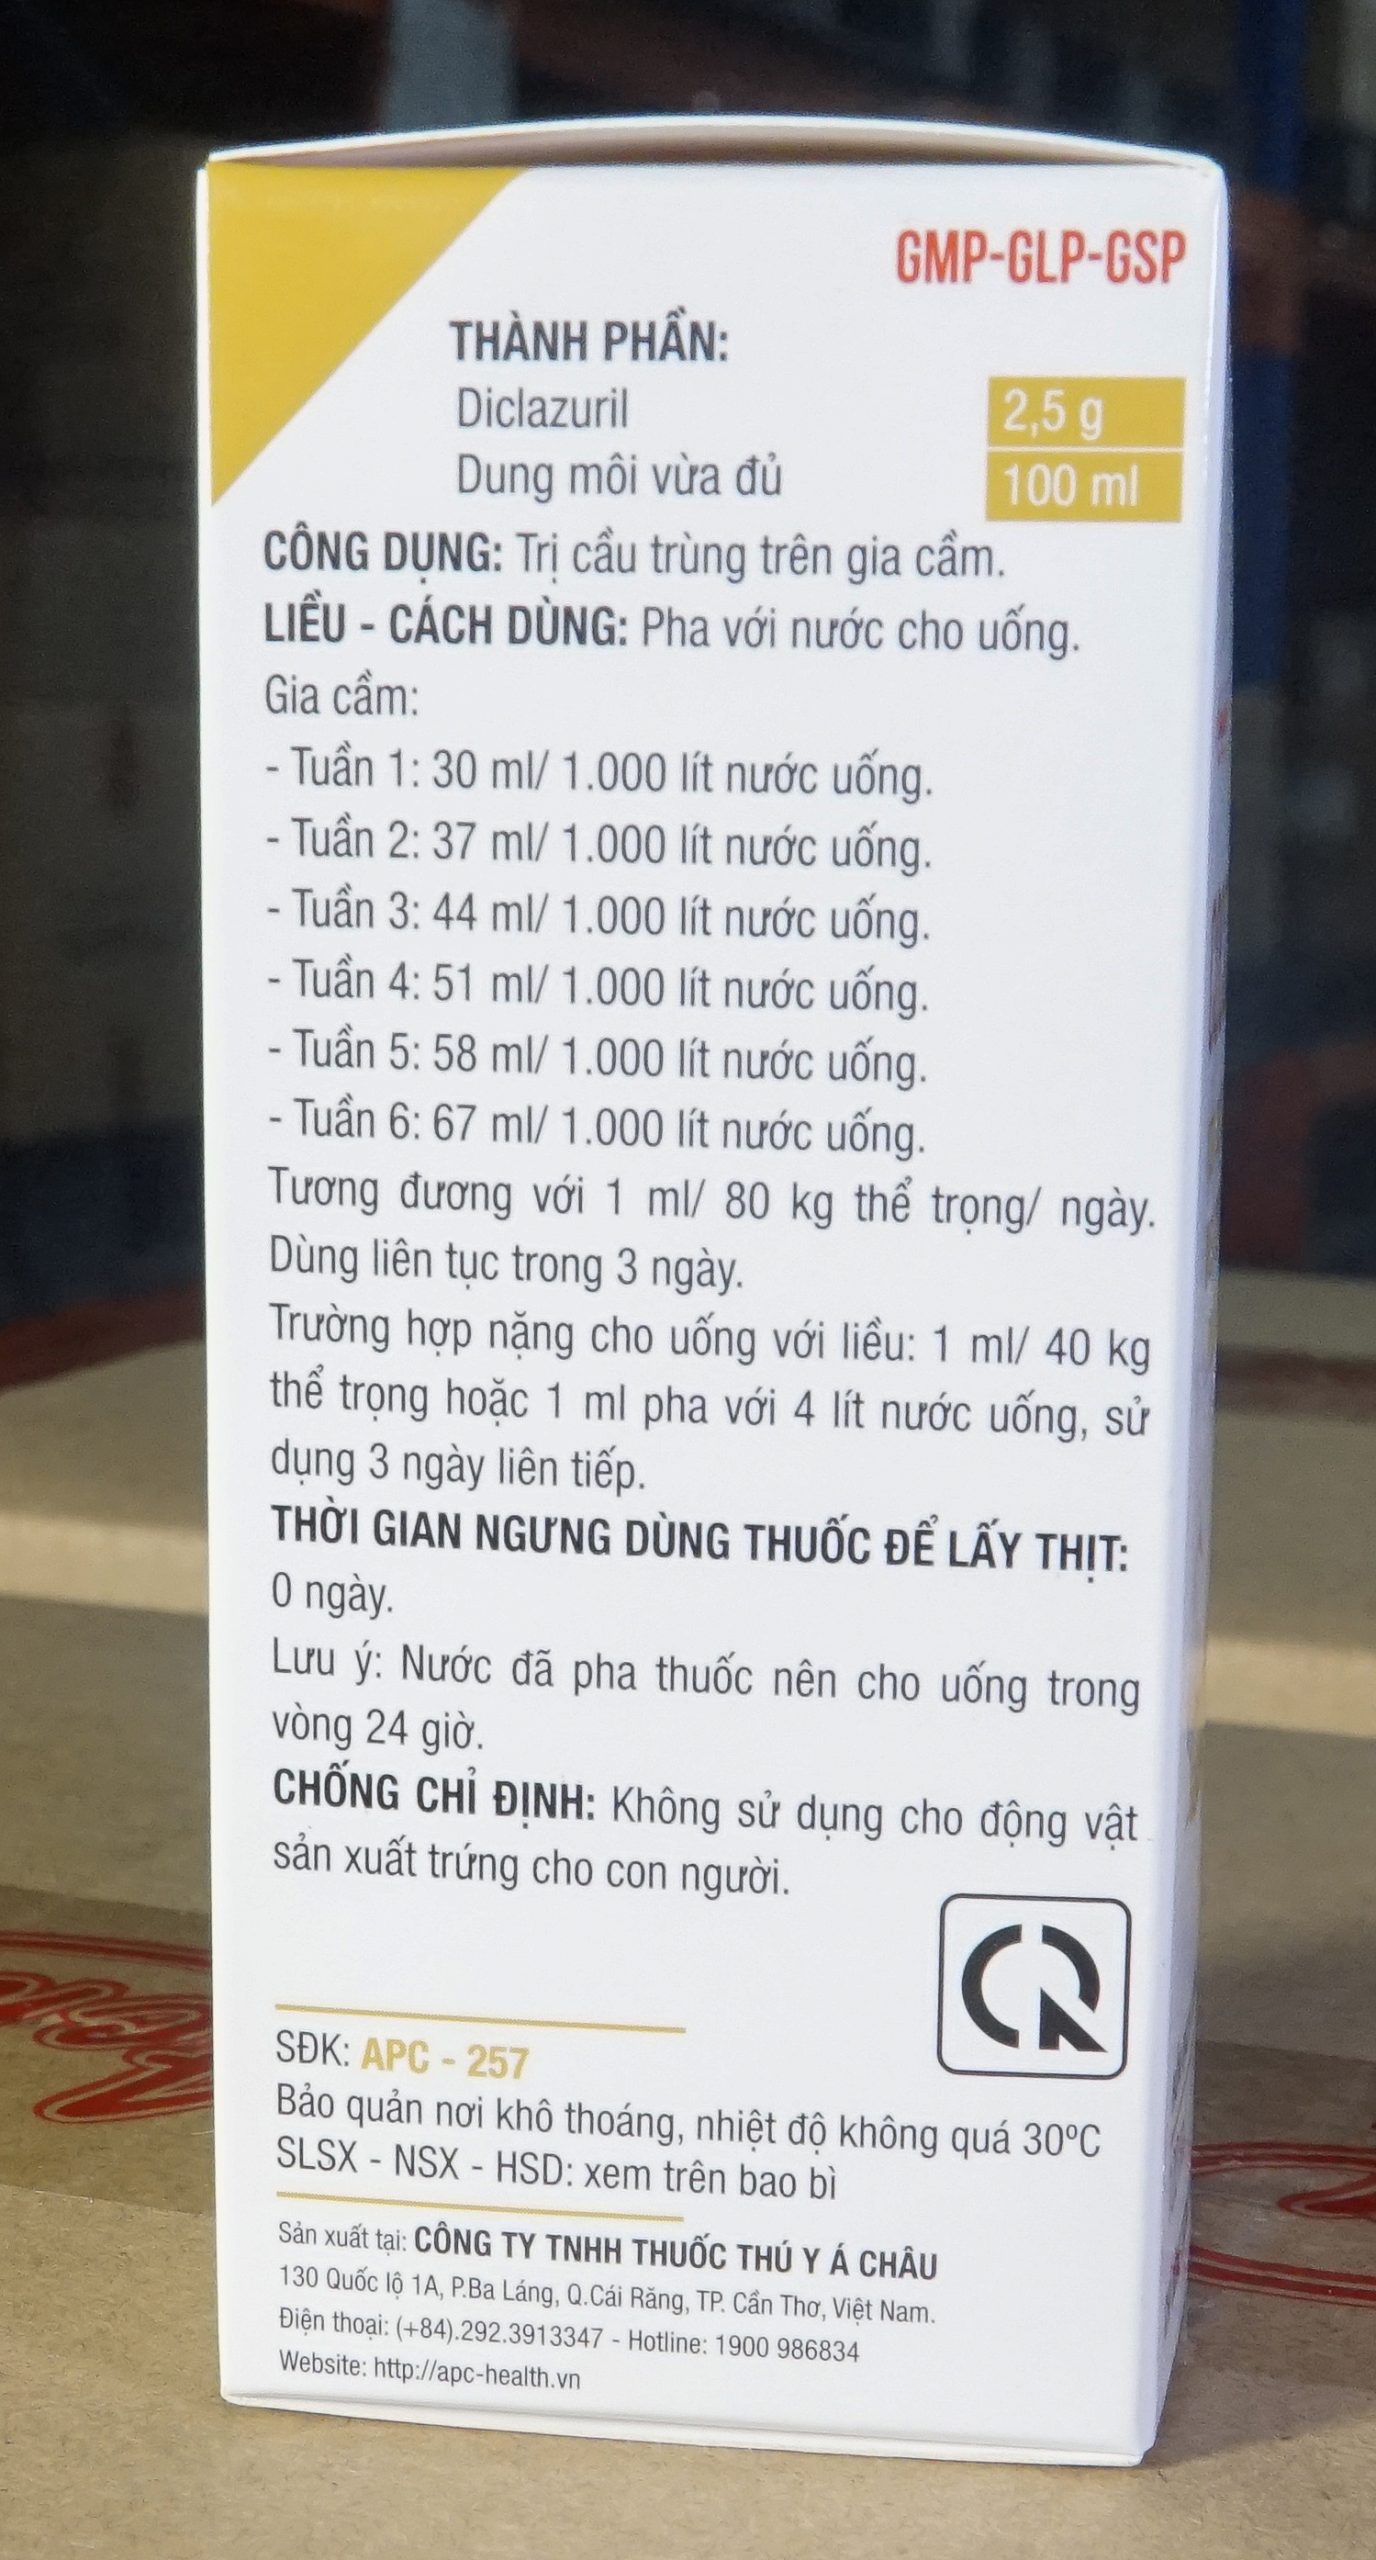 GMP-GLP-GSP
THÀNH PHẦN:
Diclazuril 2,5 g
Dung môi vừa đủ 100 ml
CÔNG DỤNG: Trị cầu trùng trên gia cầm.
LIỀU - CÁCH DÙNG: Pha với nước cho uống.
Gia cầm:
- Tuần 1: 30 ml/ 1.000 lít nước uống.
- Tuần 2: 37 ml/ 1.000 lít nước uống.
- Tuần 3: 44 ml/ 1.000 lít nước uống.
- Tuần 4: 51 ml/ 1.000 lít nước uống.
- Tuần 5: 58 ml/ 1.000 lít nước uống.
- Tuần 6: 67 ml/ 1.000 lít nước uống.
Tương đương với 1 ml/ 80 kg thể trọng/ ngày.
Dùng liên tục trong 3 ngày.
Trường hợp nặng cho uống với liều: 1 ml/ 40 kg
thể trọng hoặc 1 ml pha với 4 lít nước uống, sử
dụng 3 ngày liên tiếp.
THỜI GIAN NGƯNG DÙNG THUỐC ĐỂ LẤY THỊT:
0 ngày.
Lưu ý: Nước đã pha thuốc nên cho uống trong
vòng 24 giờ.
CHỐNG CHỈ ĐỊNH: Không sử dụng cho động vật
sản xuất trứng cho con người.
SĐK: APC - 257
Bảo quản nơi khô thoáng, nhiệt độ không quá 30ºC
SLSX - NSX - HSD: xem trên bao bì
Sản xuất tại: CÔNG TY TNHH THUỐC THÚ Y Á CHÂU
130 Quốc lộ 1A, P.Ba Láng, Q.Cái Răng, TP. Cần Thơ, Việt Nam.
Điện thoại: (+84).292.3913347 - Hotline: 1900 986834
Website: http://apc-health.vn